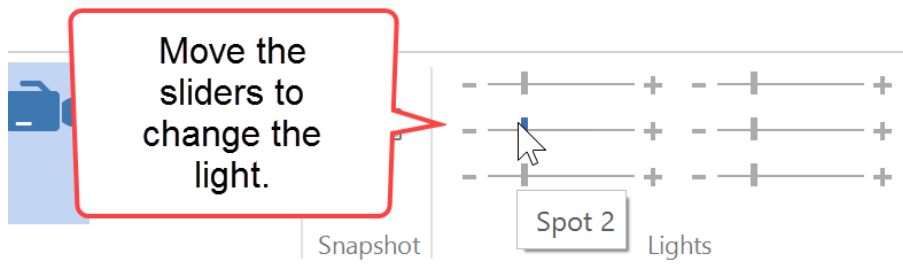 Move the
sliders to
change the
light.
Spot 2
Snapshot
Lights